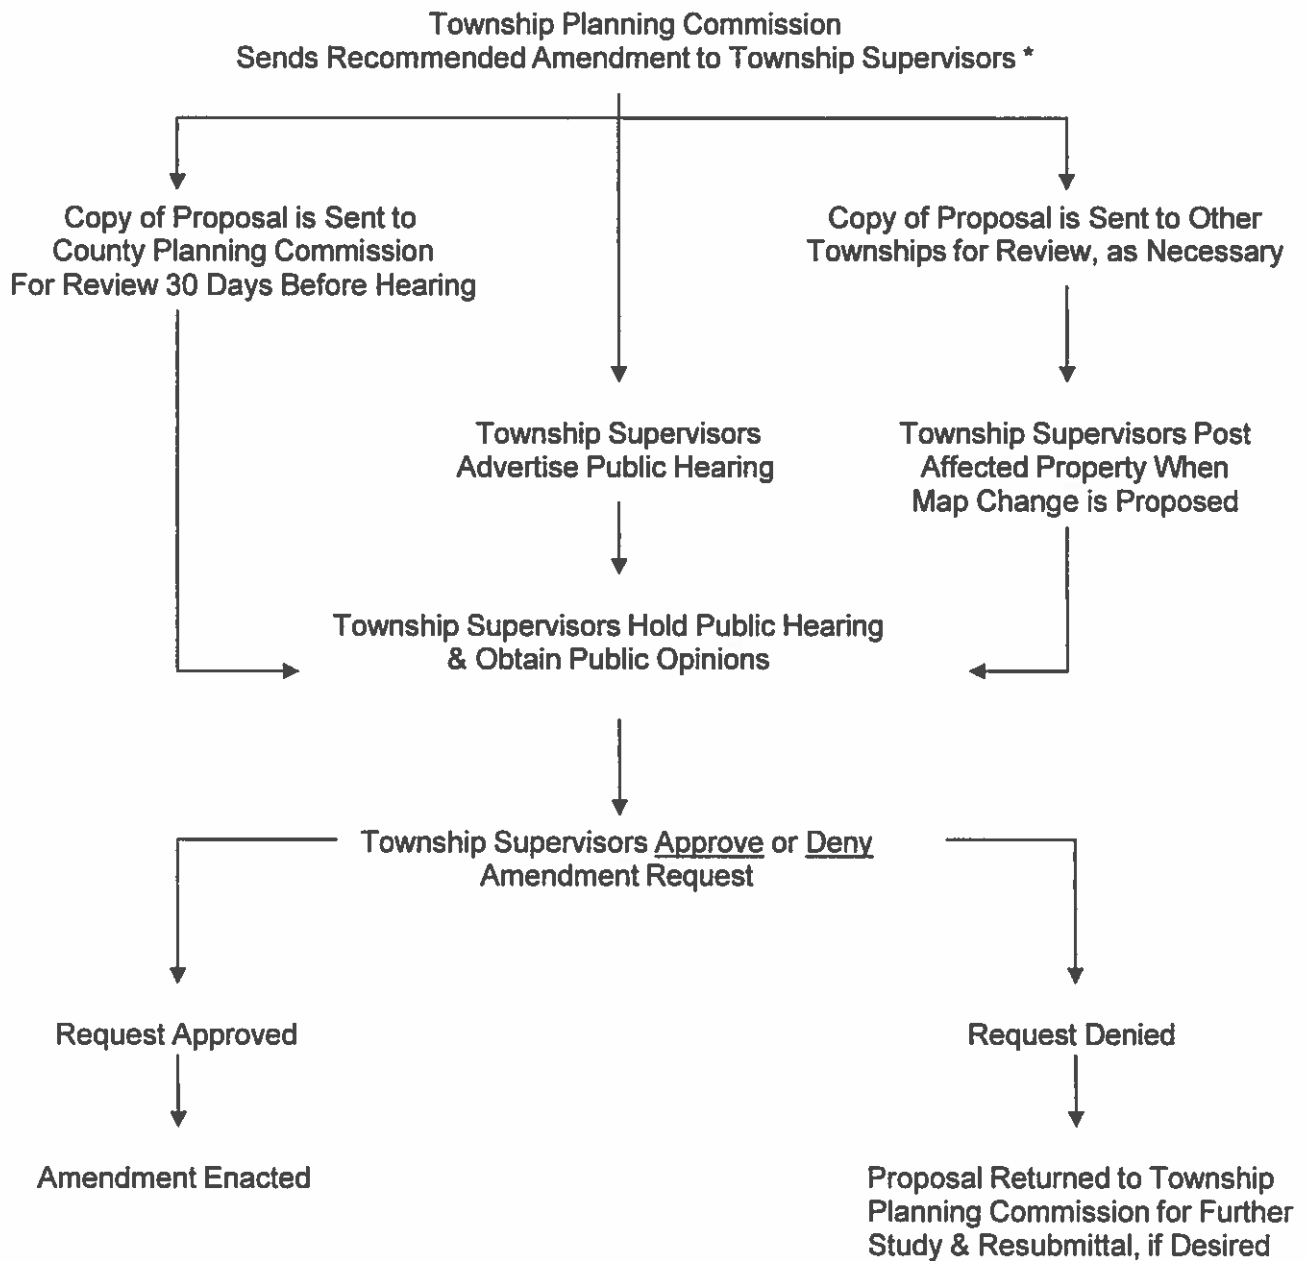 Township Planning Commission
Sends Recommended Amendment to Township Supervisors *
Copy of Proposal is Sent to
County Planning Commission
For Review 30 Days Before Hearing
Copy of Proposal is Sent to Other
Townships for Review, as Necessary
Township Supervisors
Advertise Public Hearing
Township Supervisors Post
Affected Property When
Map Change is Proposed
Township Supervisors Hold Public Hearing
& Obtain Public Opinions
Township Supervisors Approve or Deny
Amendment Request
Request Approved
Request Denied
Amendment Enacted
Proposal Returned to Township
Planning Commission for Further
Study & Resubmittal, if Desired